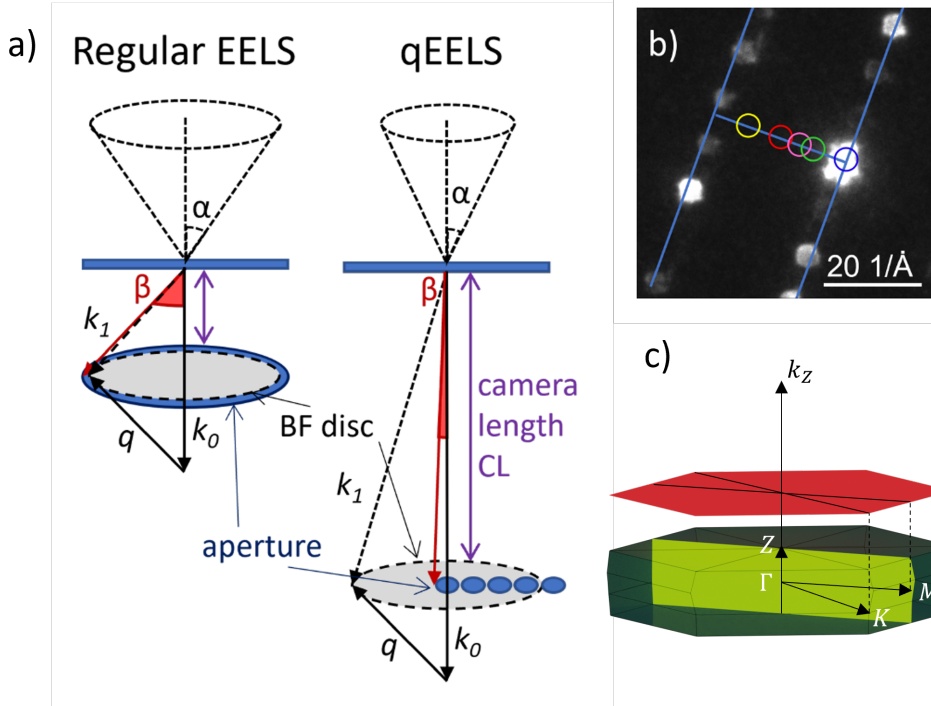 a)
Regular EELS
qEELS
α
α
β
β
k1
k0
q
BF disc
camera
length
CL
k1
aperture
k0
q
b)
20 1/Å
c)
kZ
Z
Γ
M
K